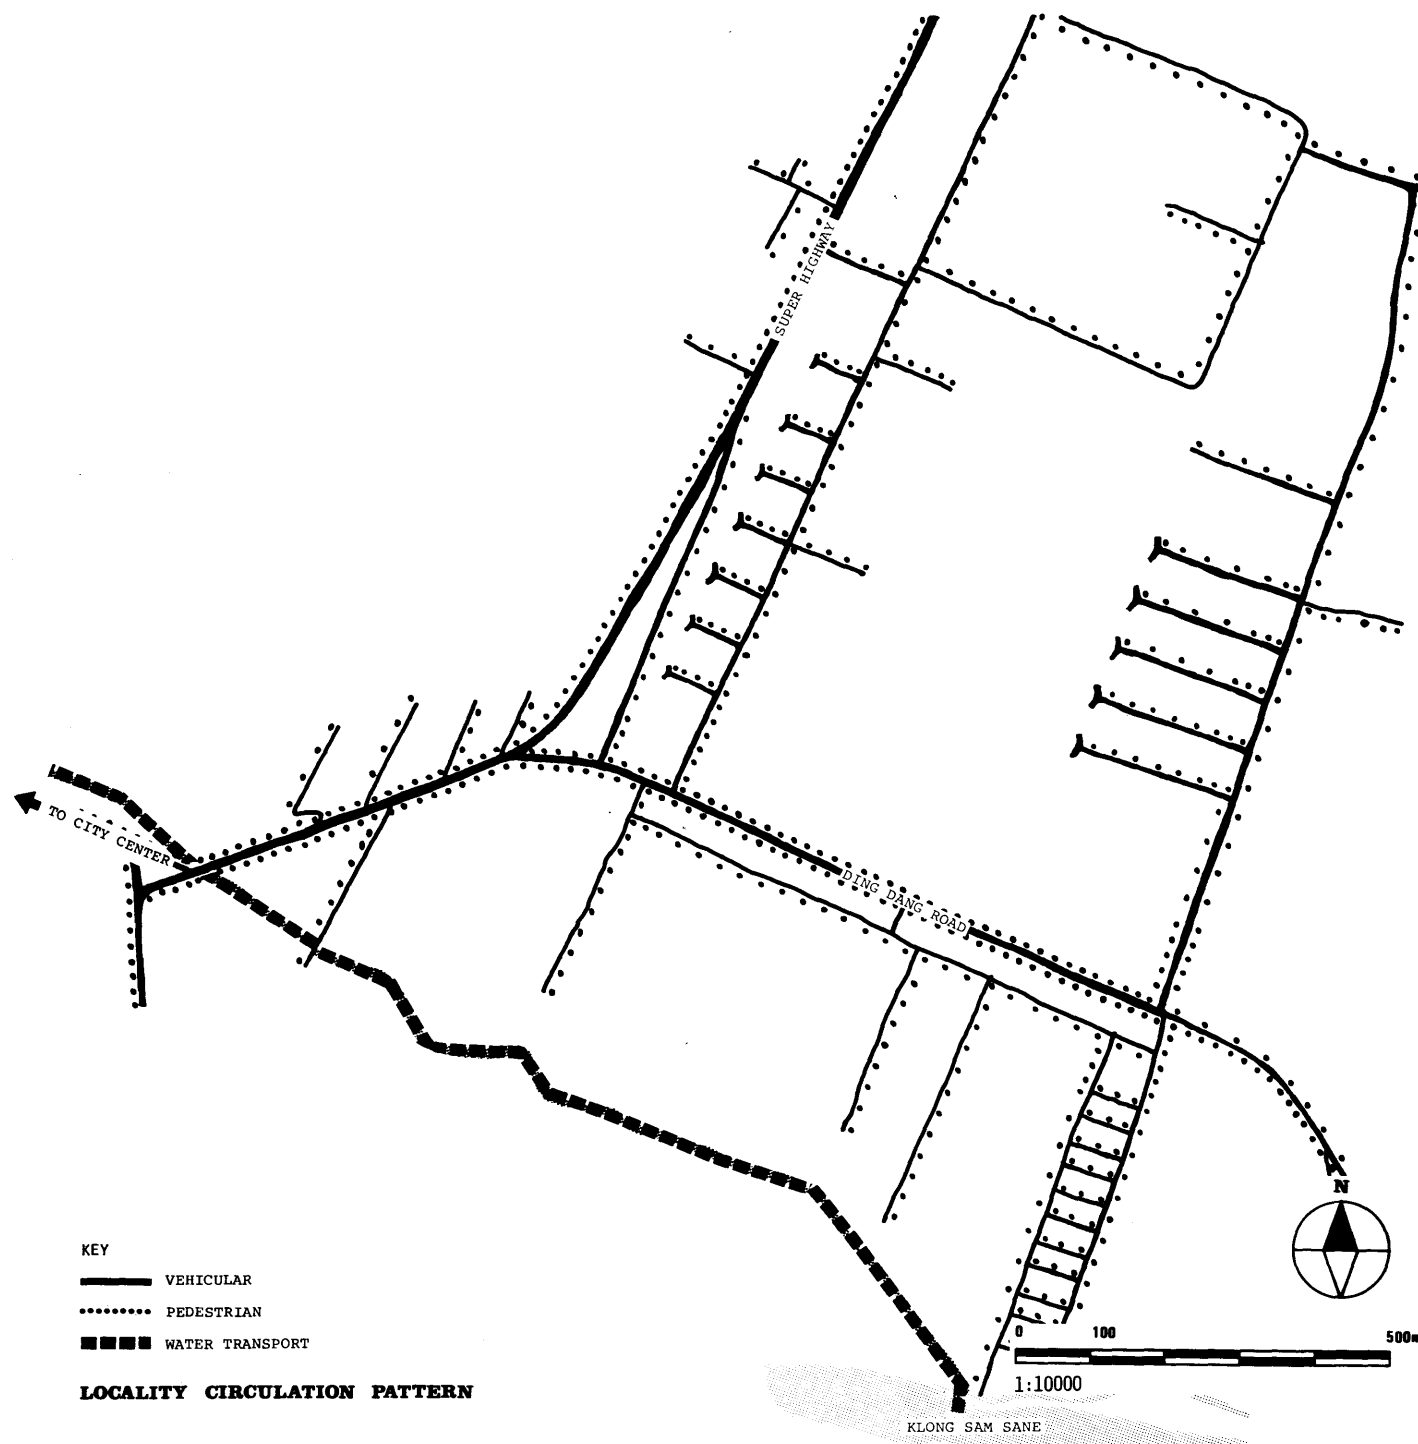 SUPER HIGHWAY
TO CITY CENTER
DING DANG ROAD
N
KEY
VEHICULAR
PEDESTRIAN
WATER TRANSPORT
LOCALITY CIRCULATION PATTERN
0 100 500m
1:10000
KLONG SAM SANE